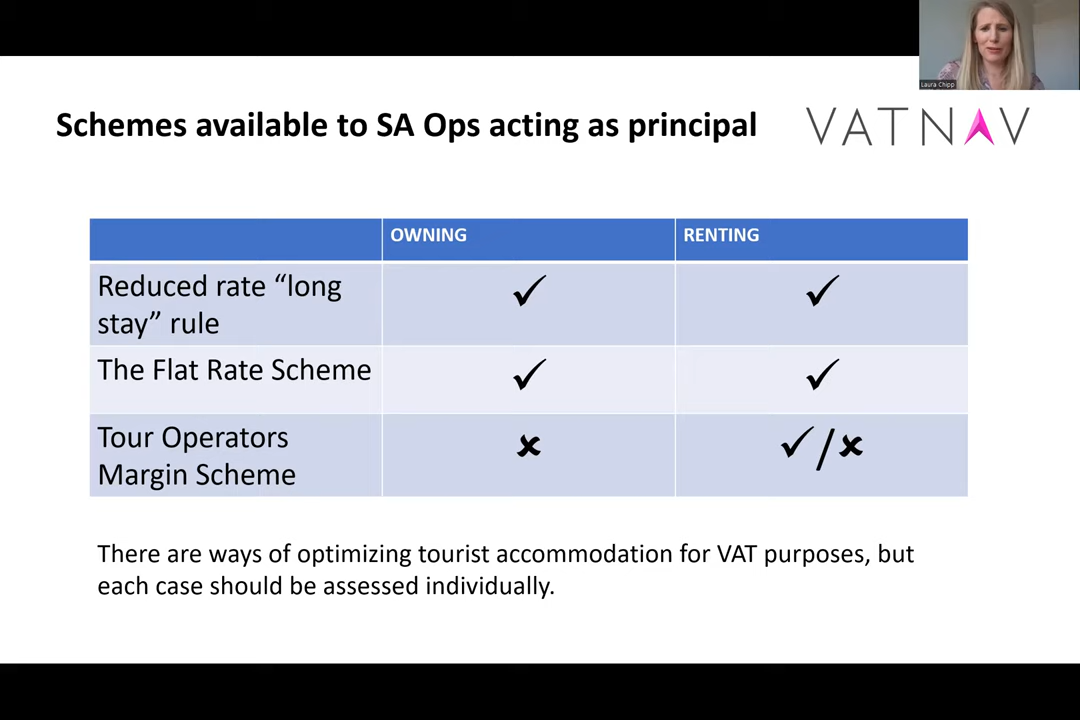 Laura Chipp
Schemes available to SA Ops acting as principal
VATNAV
OWNING
RENTING
Reduced rate “long
stay” rule
✓
✓
The Flat Rate Scheme
✓
✓
Tour Operators
Margin Scheme
✘
✓/✘
There are ways of optimizing tourist accommodation for VAT purposes, but
each case should be assessed individually.